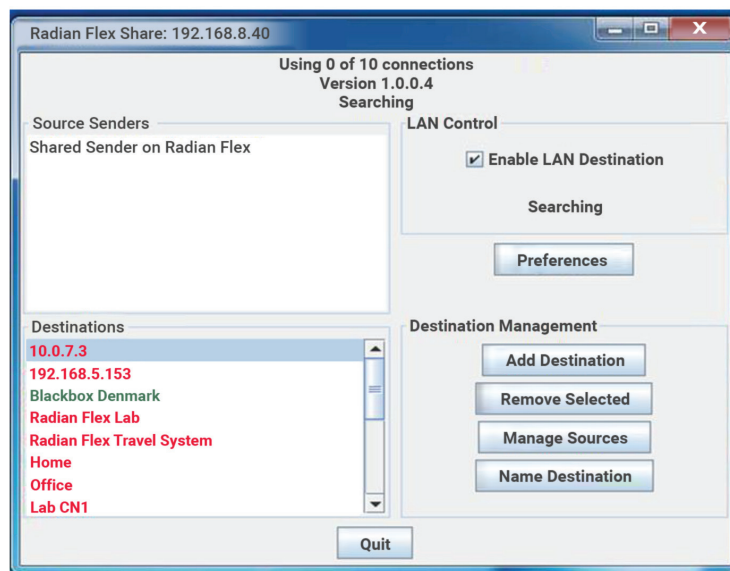 Radian Flex Share: 192.168.8.40
Using 0 of 10 connections
Version 1.0.0.4
Searching
Source Senders
Shared Sender on Radian Flex
LAN Control
Enable LAN Destination
Searching
Preferences
Destinations
10.0.7.3
192.168.5.153
Blackbox Denmark
Radian Flex Lab
Radian Flex Travel System
Home
Office
Lab CN1
Destination Management
Add Destination
Remove Selected
Manage Sources
Name Destination
Quit